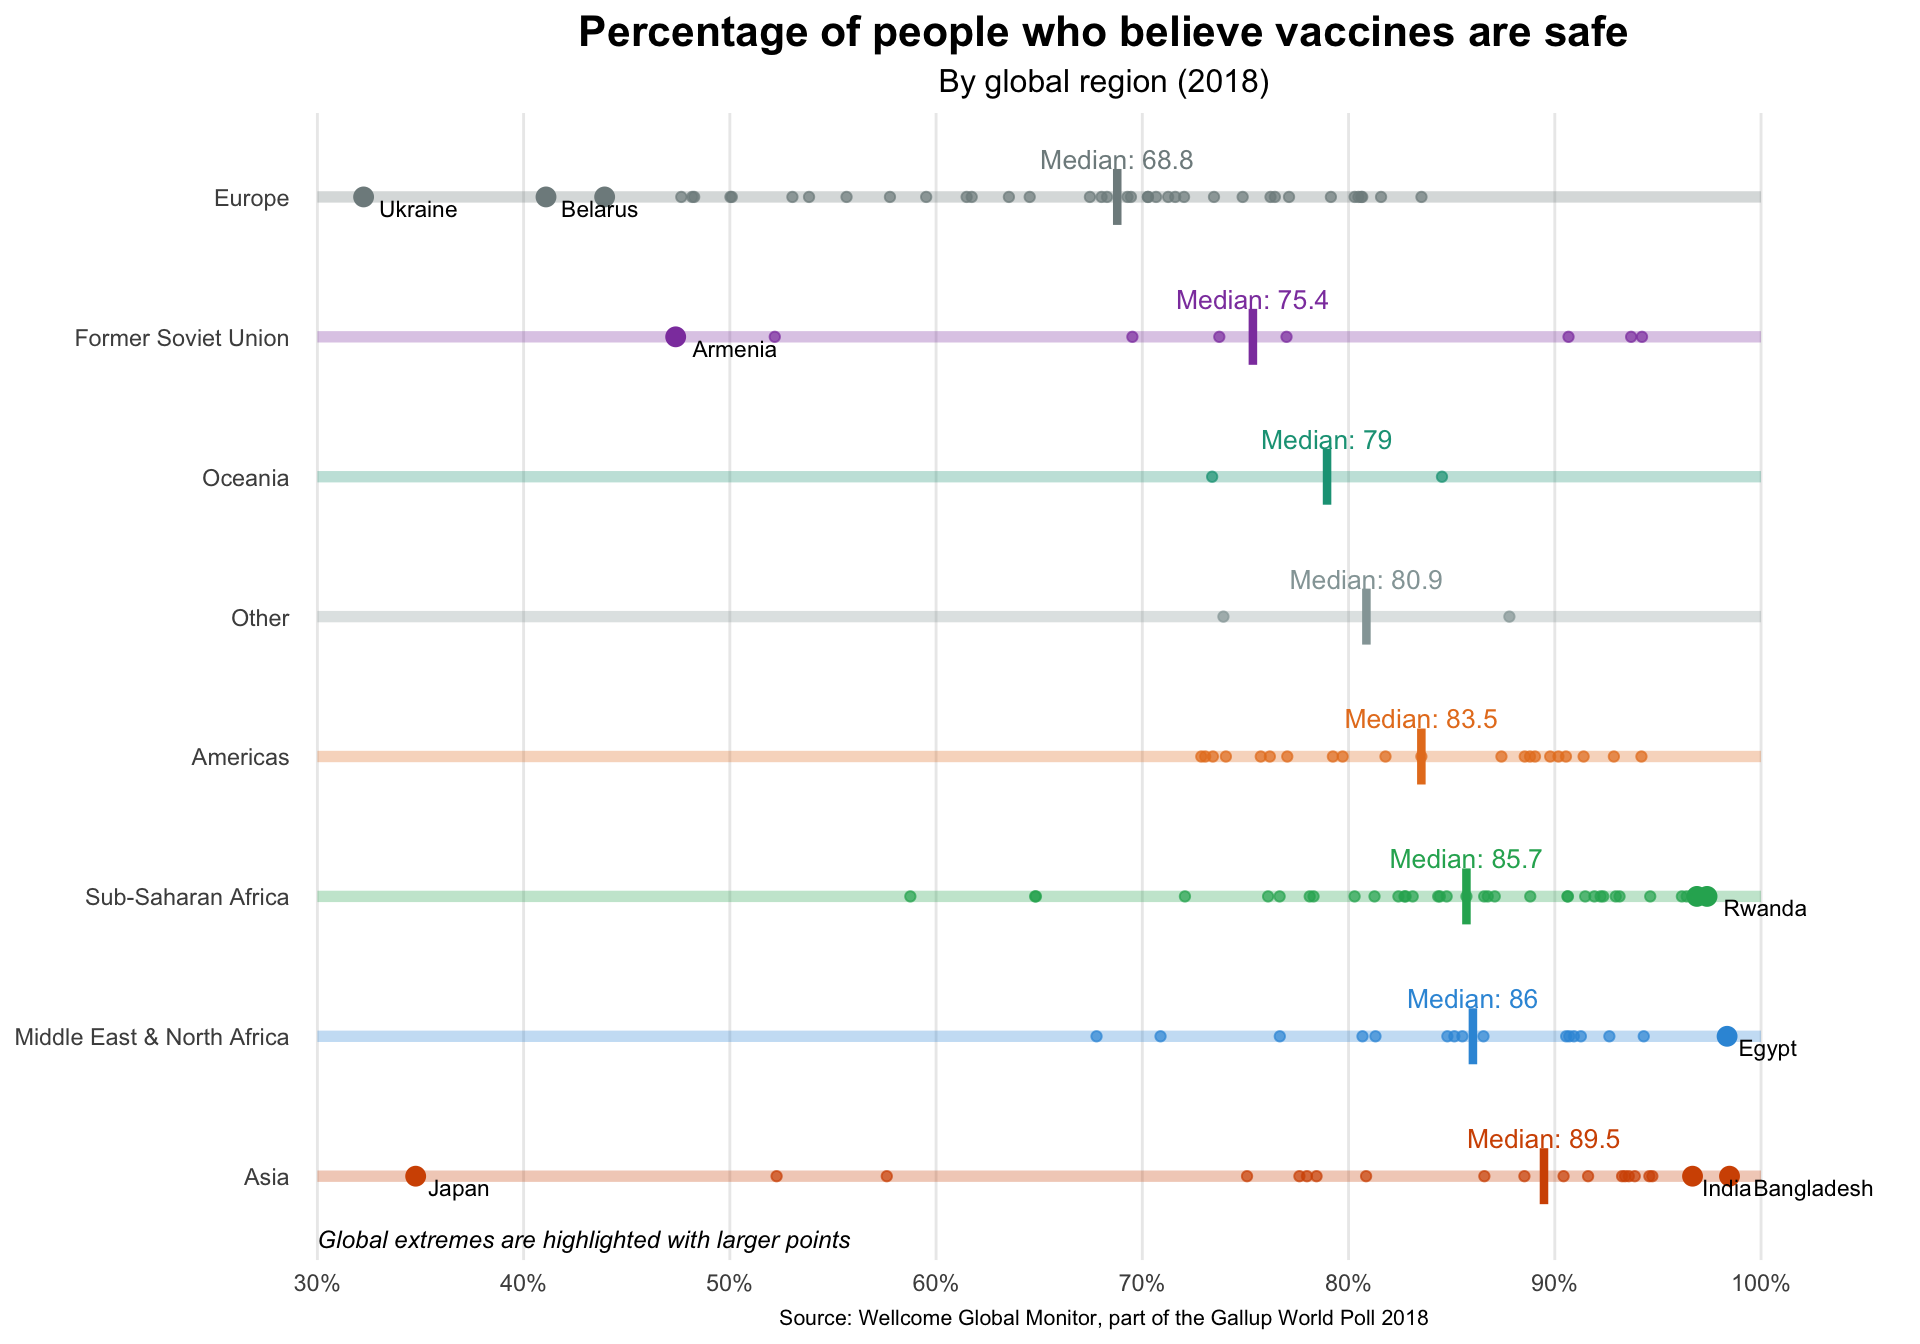 Percentage of people who believe vaccines are safe
By global region (2018)
Median: 68.8
Europe
Ukraine
Belarus
Median: 75.4
Former Soviet Union
Armenia
Median: 79
Oceania
Median: 80.9
Other
Median: 83.5
Americas
Median: 85.7
Sub-Saharan Africa
Rwanda
Median: 86
Middle East & North Africa
Egypt
Median: 89.5
Asia
Japan
India
Bangladesh
Global extremes are highlighted with larger points
30% 40% 50% 60% 70% 80% 90% 100%
Source: Wellcome Global Monitor, part of the Gallup World Poll 2018